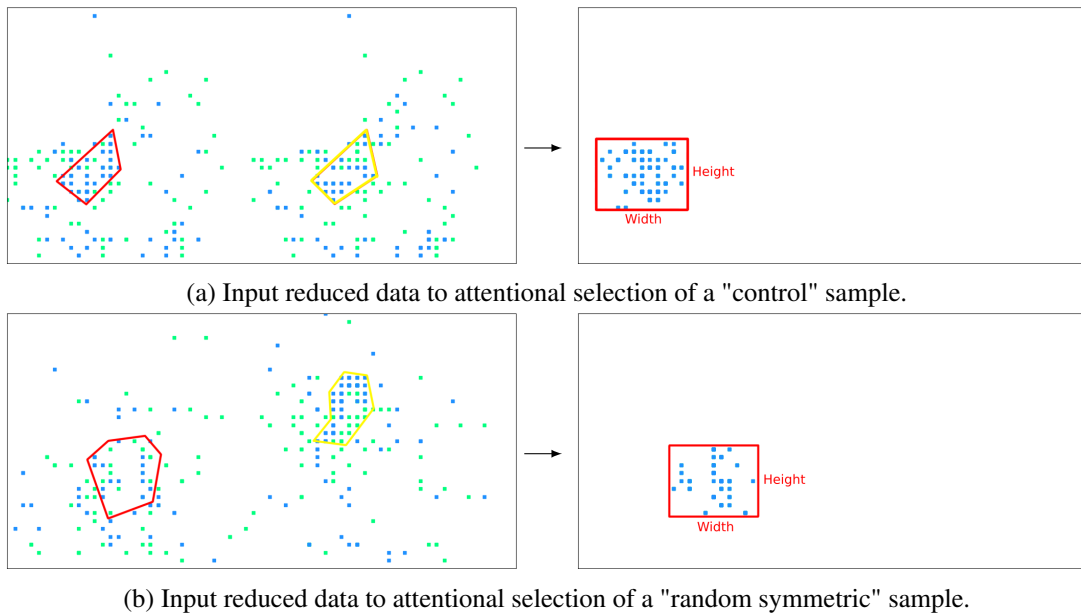 Height
Width
(a) Input reduced data to attentional selection of a "control" sample.
Height
Width
(b) Input reduced data to attentional selection of a "random symmetric" sample.